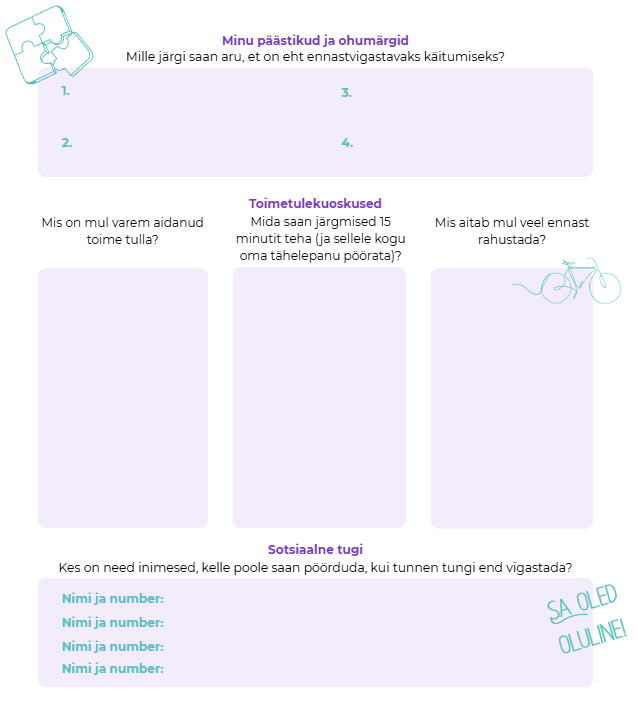 Minu päästikud ja ohumärgid
Mille järgi saan aru, et on eht ennastvigastavaks käitumiseks?
1.
3.
2.
4.
Toimetulekuoskused
Mis on mul varem aidanud
toime tulla?
Mida saan järgmised 15
minutit teha (ja sellele kogu
oma tähelepanu pöörata)?
Mis aitab mul veel ennast
rahustada?
Sotsiaalne tugi
Kes on need inimesed, kelle poole saan pöörduda, kui tunnen tungi end vigastada?
Nimi ja number:
Nimi ja number:
Nimi ja number:
Nimi ja number:
SA OLED
OLULINE!